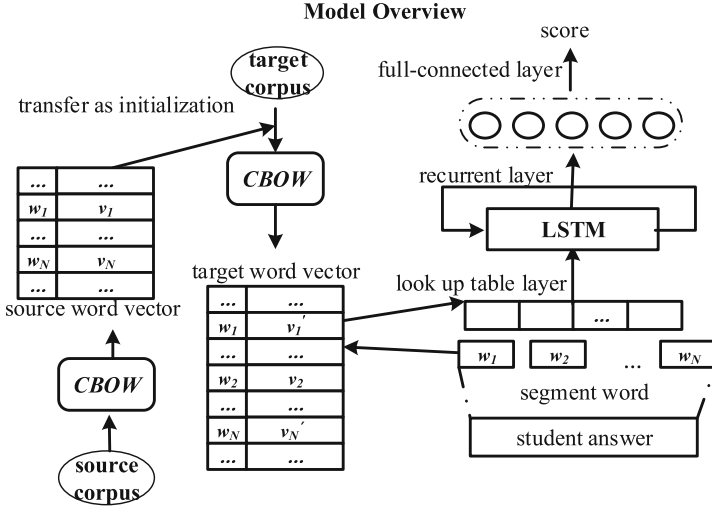 Model Overview
target
corpus
score
full-connected layer
transfer as initialization
CBOW
... ...
w1 v1
... ...
wN vN
... ...
source word vector
CBOW
source
corpus
target word vector
... ...
w1 v1′
... ...
w2 v2
... ...
wN vN′
... ...
recurrent layer
LSTM
look up table layer
...
w1 w2 ... wN
segment word
student answer